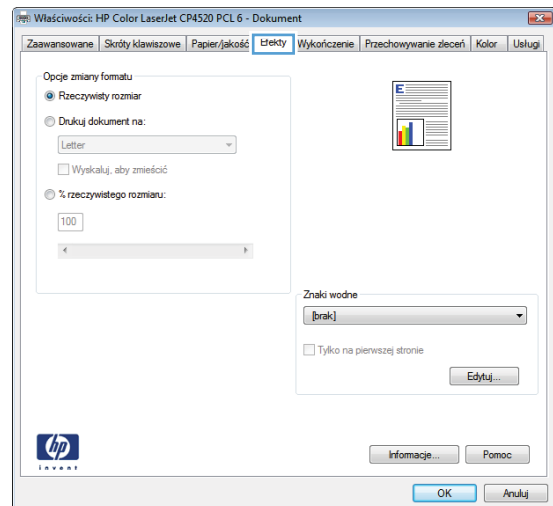 Właściwości: HP Color LaserJet CP4520 PCL 6 - Dokument
Zaawansowane Skróty klawiszowe Papier/jakość Efekty Wykończenie Przechowywanie zleceń Kolor Usługi
Opcje zmiany formatu
Rzeczywisty rozmiar
Drukuj dokument na:
Letter
Wyskaluj, aby zmieścić
% rzeczywistego rozmiaru:
100
E
Znaki wodne
[brak]
Tylko na pierwszej stronie
Edytuj...
hp
invent
Informacje... Pomoc
OK Anuluj